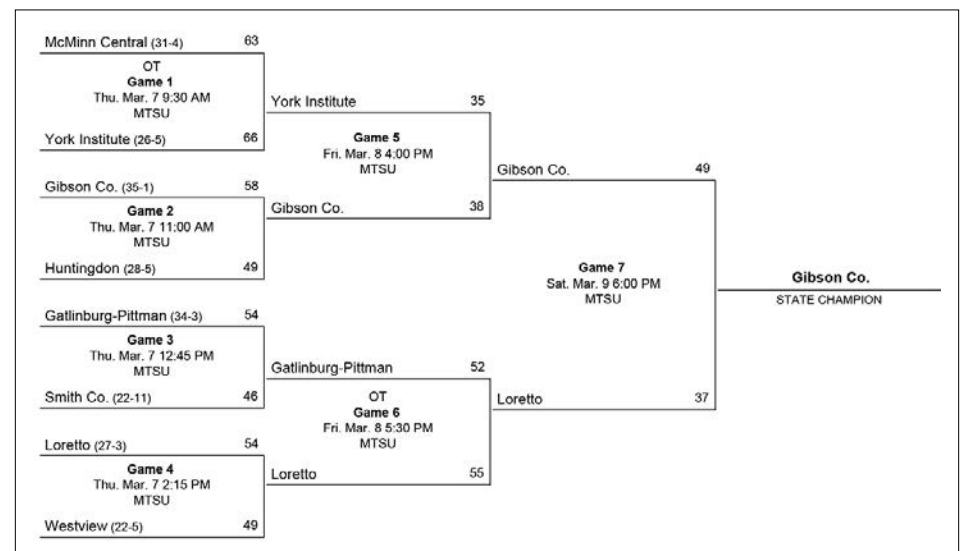 McMinn Central (31-4) 63
OT
Game 1
Thu. Mar. 7 9:30 AM
MTSU
York Institute (26-5) 66
Gibson Co. (35-1) 58
Game 2
Thu. Mar. 7 11:00 AM
MTSU
Huntingdon (28-5) 49
Gatlinburg-Pittman (34-3) 54
Game 3
Thu. Mar. 7 12:45 PM
MTSU
Smith Co. (22-11) 46
Loretto (27-3) 54
Game 4
Thu. Mar. 7 2:15 PM
MTSU
Westview (22-5) 49
York Institute 35
Game 5
Fri. Mar. 8 4:00 PM
MTSU
Gibson Co. 38
Gatlinburg-Pittman 52
OT
Game 6
Fri. Mar. 8 5:30 PM
MTSU
Loretto 55
Gibson Co. 49
Game 7
Sat. Mar. 9 6:00 PM
MTSU
Loretto 37
Gibson Co.
STATE CHAMPION